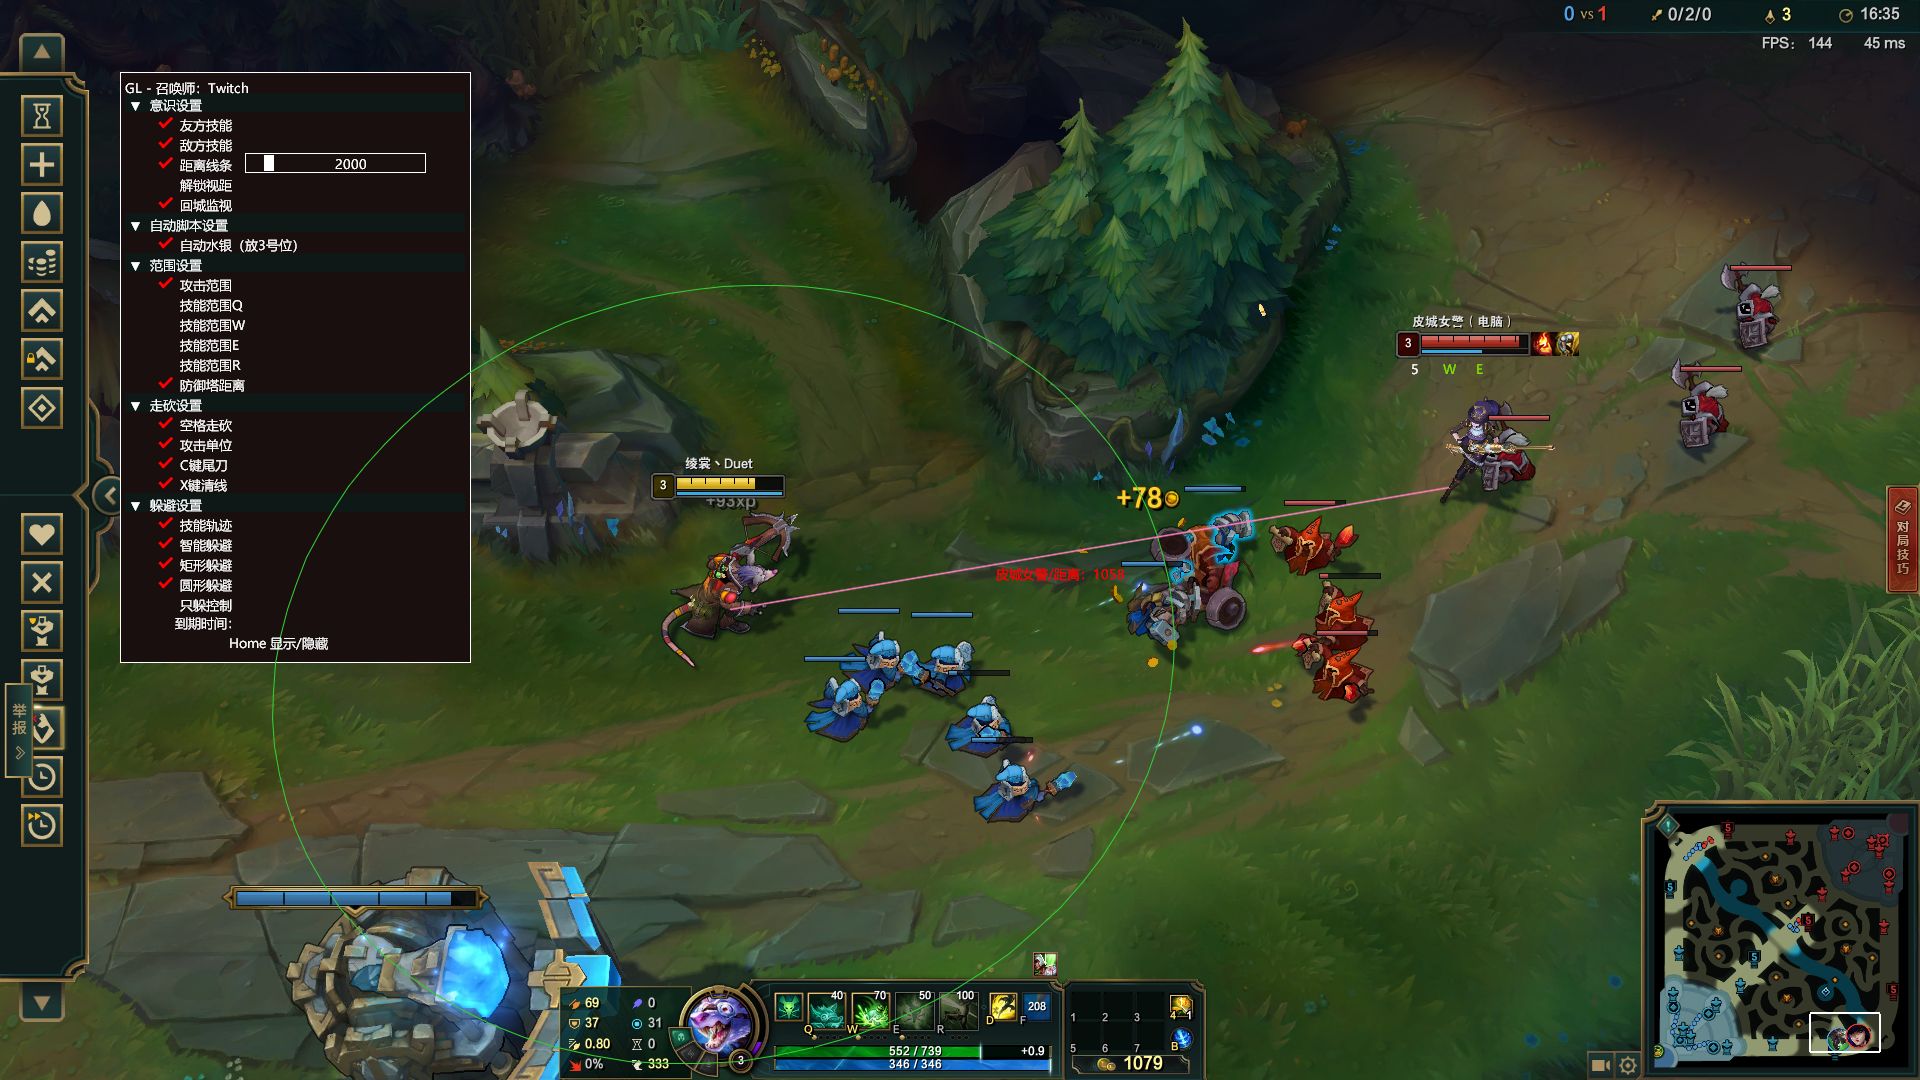 0 vs 1 0/2/0 3 16:35
FPS: 144 45 ms
GL - 召唤师: Twitch
▼ 意识设置
友方技能
敌方技能
距离线条 2000
解锁视距
回城监视
▼ 自动脚本设置
自动水银 (放3号位)
▼ 范围设置
攻击范围
技能范围Q
技能范围W
技能范围E
技能范围R
防御塔距离
▼ 走砍设置
空格走砍
攻击单位
C键尾刀
X键清线
▼ 躲避设置
技能轨迹
智能躲避
矩形躲避
圆形躲避
只躲控制
到期时间:
Home 显示/隐藏
皮城女警（电脑）
3
5 W E
绫裳丶Duet
3
+93xp
+78
皮城女警/距离: 1058
对局技巧
举报
69 0
37 31
0.80 0
0% 333
3
40 70 50 100
Q W E R
D F 208
552 / 739 +0.9
346 / 346
1 2 3 4
5 6 7 B
1079